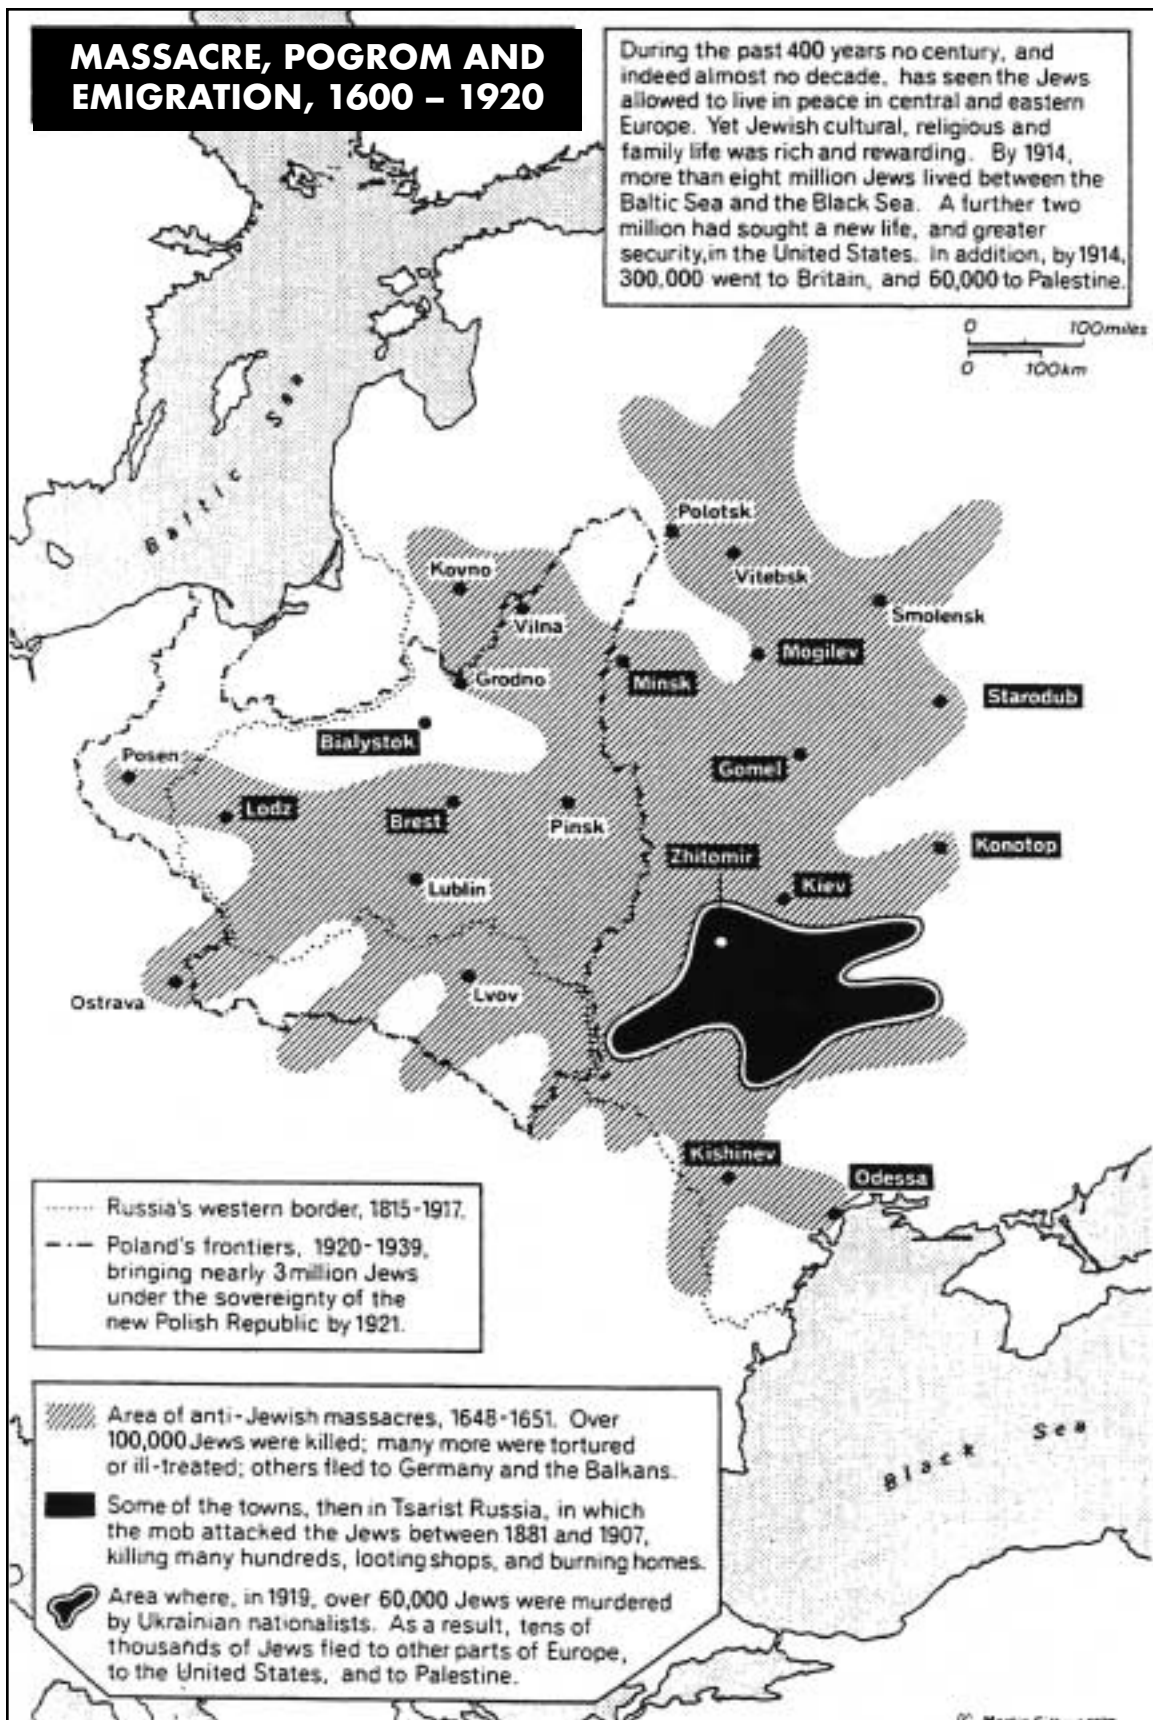 MASSACRE, POGROM AND
EMIGRATION, 1600 – 1920
During the past 400 years no century, and
indeed almost no decade, has seen the Jews
allowed to live in peace in central and eastern
Europe. Yet Jewish cultural, religious and
family life was rich and rewarding. By 1914,
more than eight million Jews lived between the
Baltic Sea and the Black Sea. A further two
million had sought a new life, and greater
security, in the United States. In addition, by 1914,
300,000 went to Britain, and 60,000 to Palestine.
0 100 miles
0 100 km
Baltic Sea
Polotsk
Vitebsk
Kovno
Vilna
Smolensk
Mogilev
Grodno
Minsk
Starodub
Bialystok
Posen
Gomel
Lodz
Brest
Pinsk
Konotop
Zhitomir
Kiev
Lublin
Ostrava
Lvov
Kishinev
Odessa
Russia's western border, 1815-1917.
Poland's frontiers, 1920-1939,
bringing nearly 3 million Jews
under the sovereignty of the
new Polish Republic by 1921.
Area of anti-Jewish massacres, 1648-1651. Over
100,000 Jews were killed; many more were tortured
or ill-treated; others fled to Germany and the Balkans.
Some of the towns, then in Tsarist Russia, in which
the mob attacked the Jews between 1881 and 1907,
killing many hundreds, looting shops, and burning homes.
Area where, in 1919, over 60,000 Jews were murdered
by Ukrainian nationalists. As a result, tens of
thousands of Jews fled to other parts of Europe,
to the United States, and to Palestine.
Black Sea